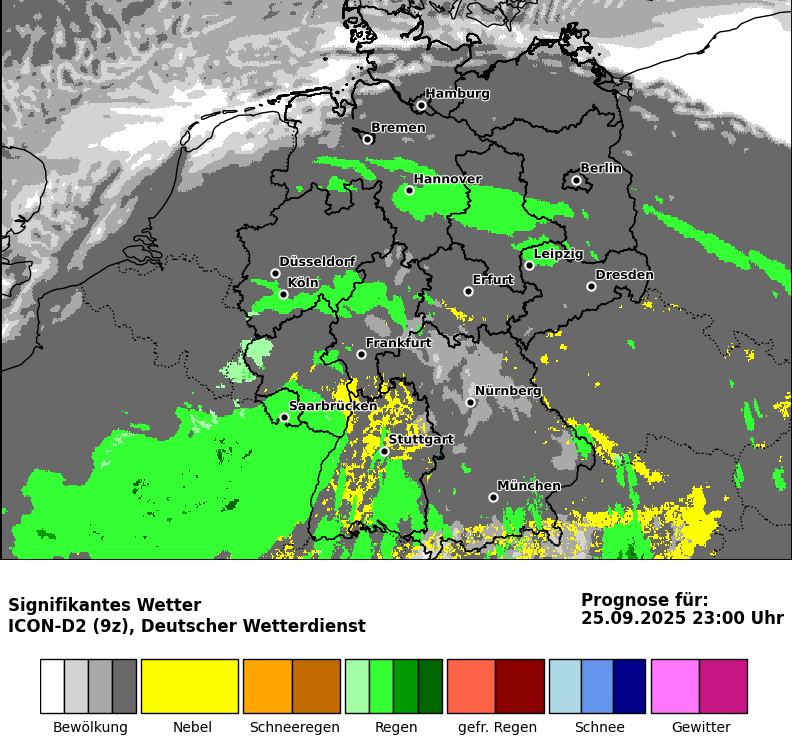 Hamburg
Bremen
Berlin
Hannover
Leipzig
Düsseldorf
Köln
Erfurt
Dresden
Frankfurt
Nürnberg
Saarbrücken
Stuttgart
München
Signifikantes Wetter
ICON-D2 (9z), Deutscher Wetterdienst
Prognose für:
25.09.2025 23:00 Uhr
Bewölkung Nebel Schneeregen Regen gefr. Regen Schnee Gewitter